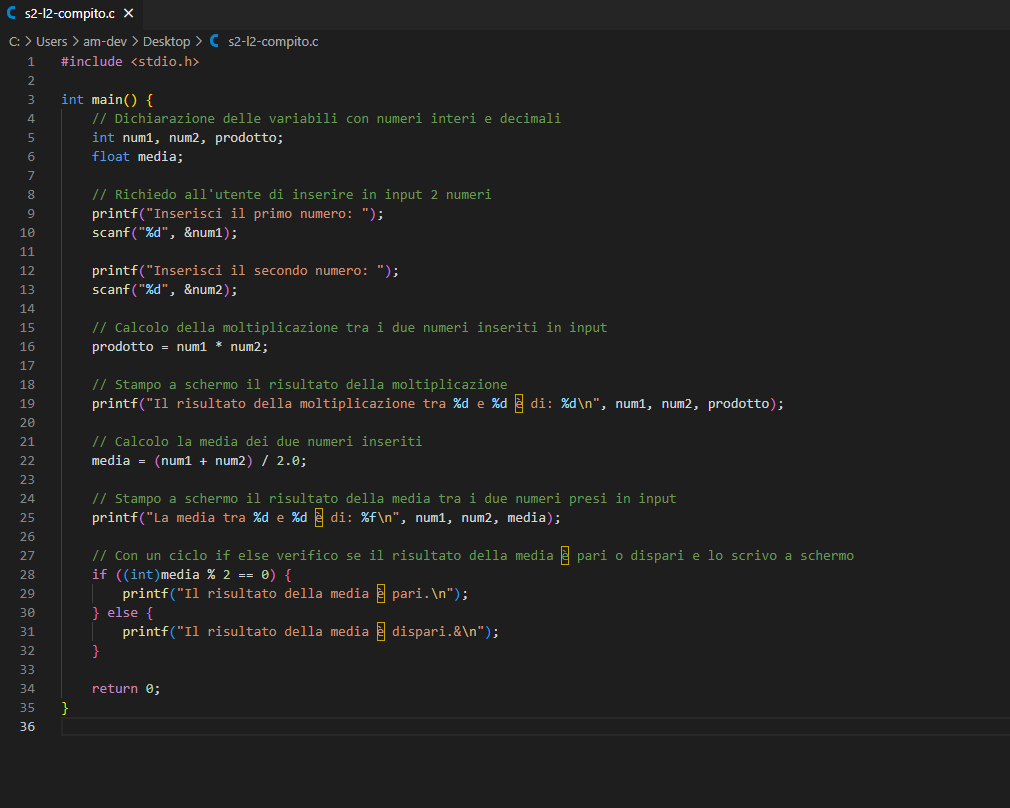 s2-l2-compito.c
C: > Users > am-dev > Desktop > s2-l2-compito.c
1 #include <stdio.h>
2
3 int main() {
4     // Dichiarazione delle variabili con numeri interi e decimali
5     int num1, num2, prodotto;
6     float media;
7
8     // Richiedo all'utente di inserire in input 2 numeri
9     printf("Inserisci il primo numero: ");
10     scanf("%d", &num1);
11
12     printf("Inserisci il secondo numero: ");
13     scanf("%d", &num2);
14
15     // Calcolo della moltiplicazione tra i due numeri inseriti in input
16     prodotto = num1 * num2;
17
18     // Stampo a schermo il risultato della moltiplicazione
19     printf("Il risultato della moltiplicazione tra %d e %d è di: %d\n", num1, num2, prodotto);
20
21     // Calcolo la media dei due numeri inseriti
22     media = (num1 + num2) / 2.0;
23
24     // Stampo a schermo il risultato della media tra i due numeri presi in input
25     printf("La media tra %d e %d è di: %f\n", num1, num2, media);
26
27     // Con un ciclo if else verifico se il risultato della media è pari o dispari e lo scrivo a schermo
28     if ((int)media % 2 == 0) {
29         printf("Il risultato della media è pari.\n");
30     } else {
31         printf("Il risultato della media è dispari.&\n");
32     }
33
34     return 0;
35 }
36